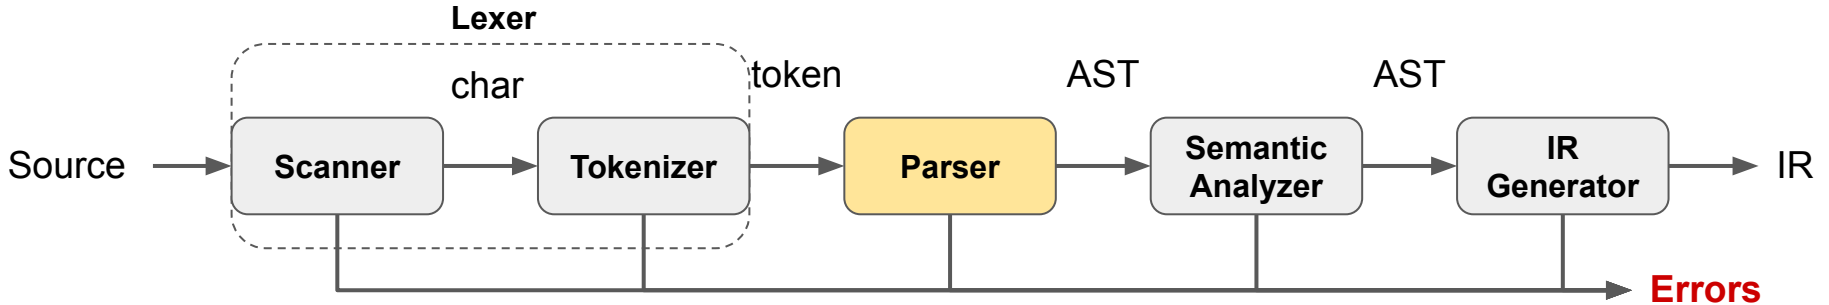 Lexer
char
token
AST
AST
Source
Scanner
Tokenizer
Parser
Semantic
Analyzer
IR
Generator
IR
Errors